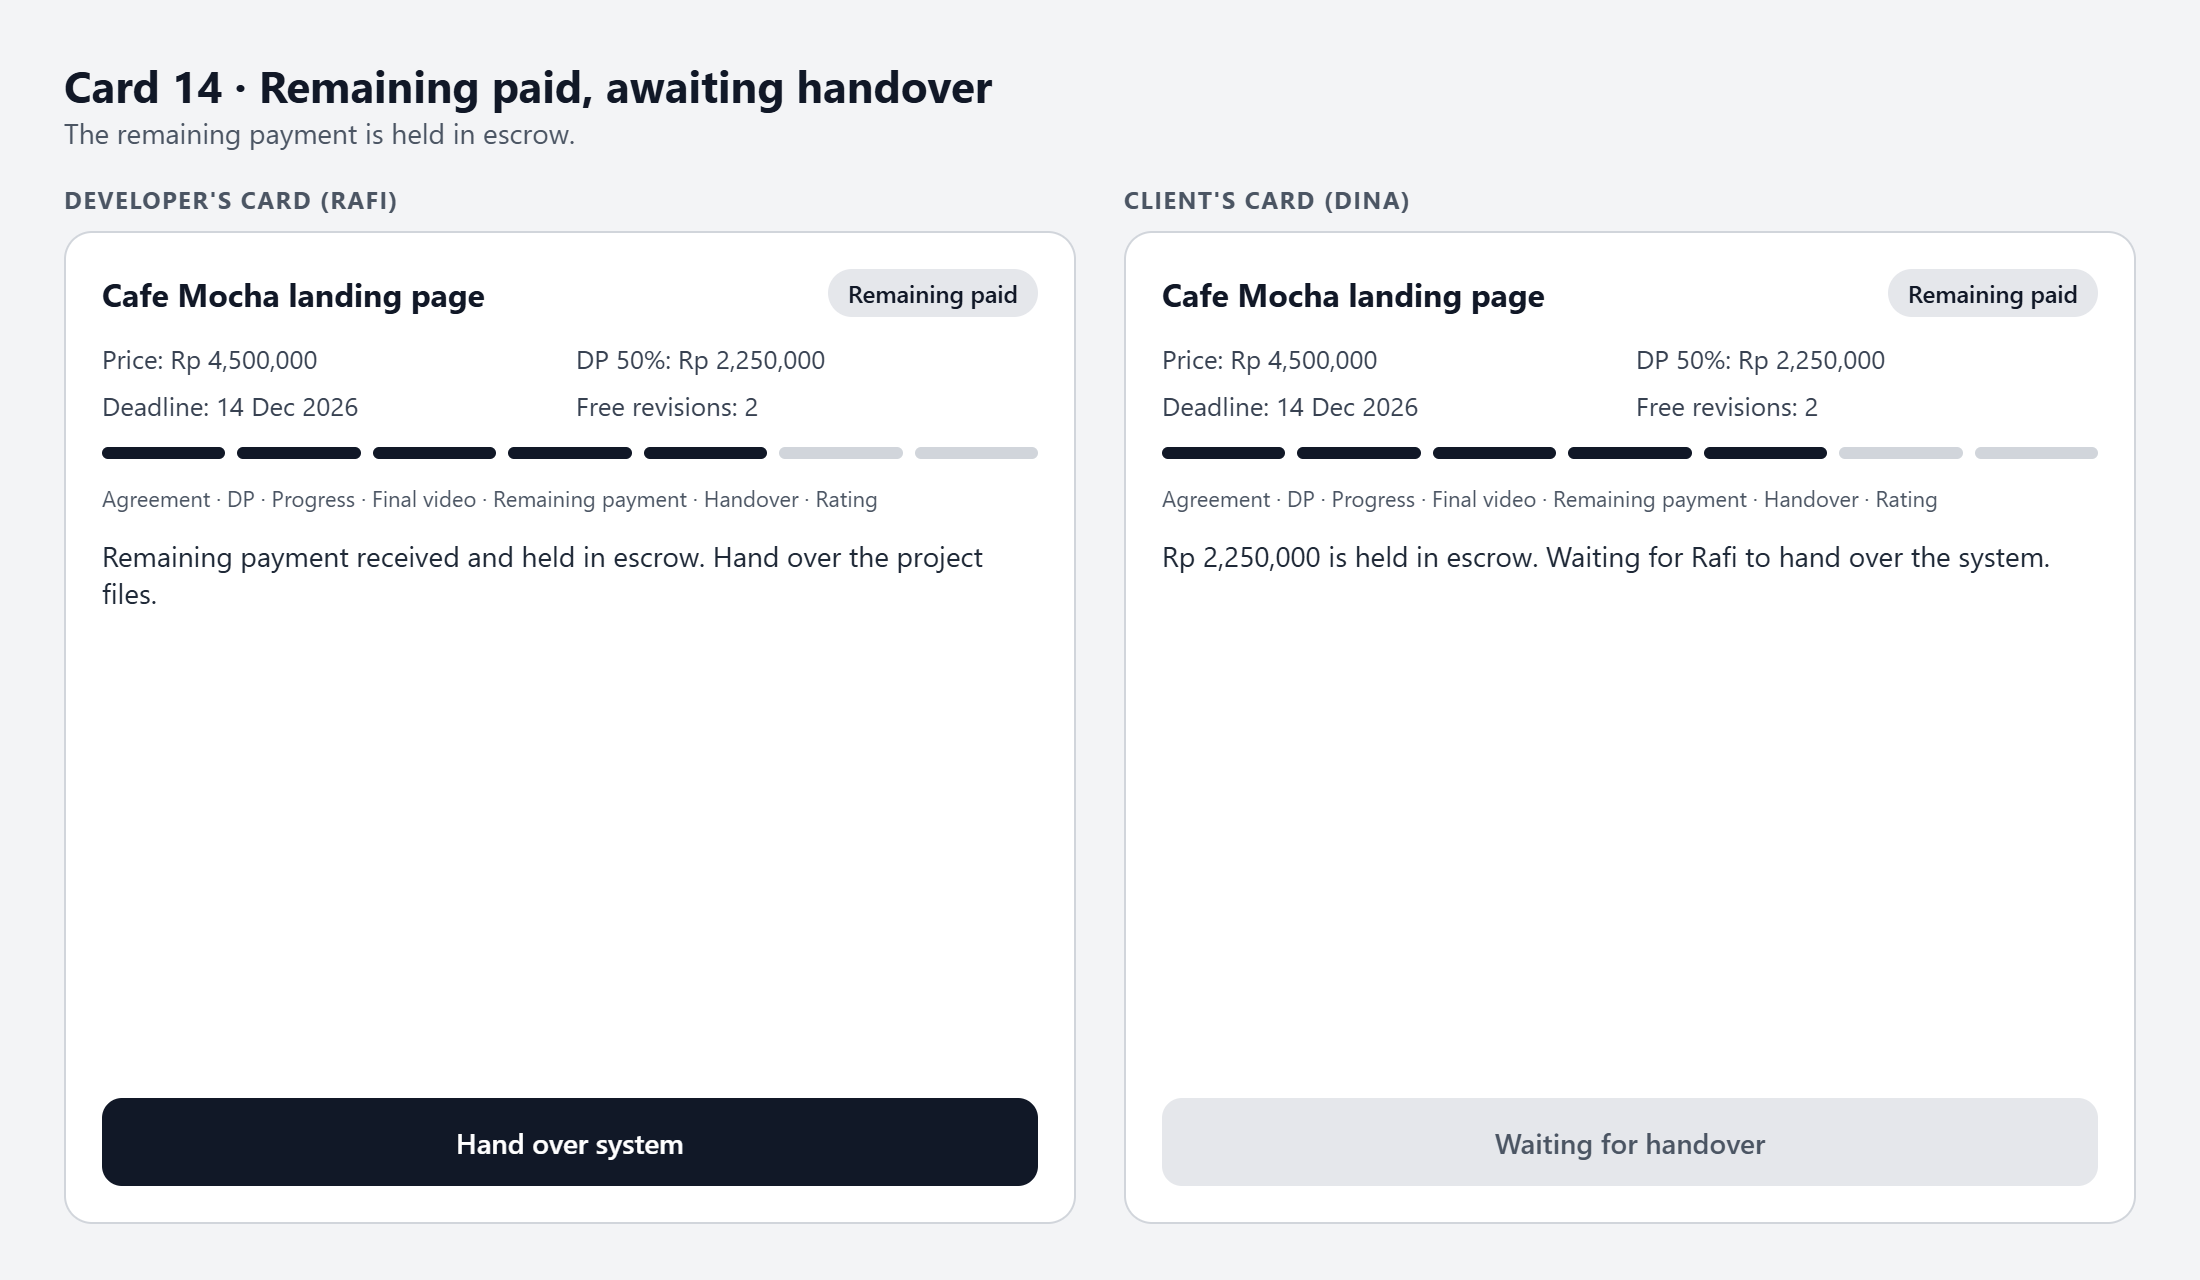 Card 14 · Remaining paid, awaiting handover
The remaining payment is held in escrow.
DEVELOPER'S CARD (RAFI)
Cafe Mocha landing page
Remaining paid
Price: Rp 4,500,000
DP 50%: Rp 2,250,000
Deadline: 14 Dec 2026
Free revisions: 2
Agreement · DP · Progress · Final video · Remaining payment · Handover · Rating
Remaining payment received and held in escrow. Hand over the project
files.
Hand over system
CLIENT'S CARD (DINA)
Cafe Mocha landing page
Remaining paid
Price: Rp 4,500,000
DP 50%: Rp 2,250,000
Deadline: 14 Dec 2026
Free revisions: 2
Agreement · DP · Progress · Final video · Remaining payment · Handover · Rating
Rp 2,250,000 is held in escrow. Waiting for Rafi to hand over the system.
Waiting for handover